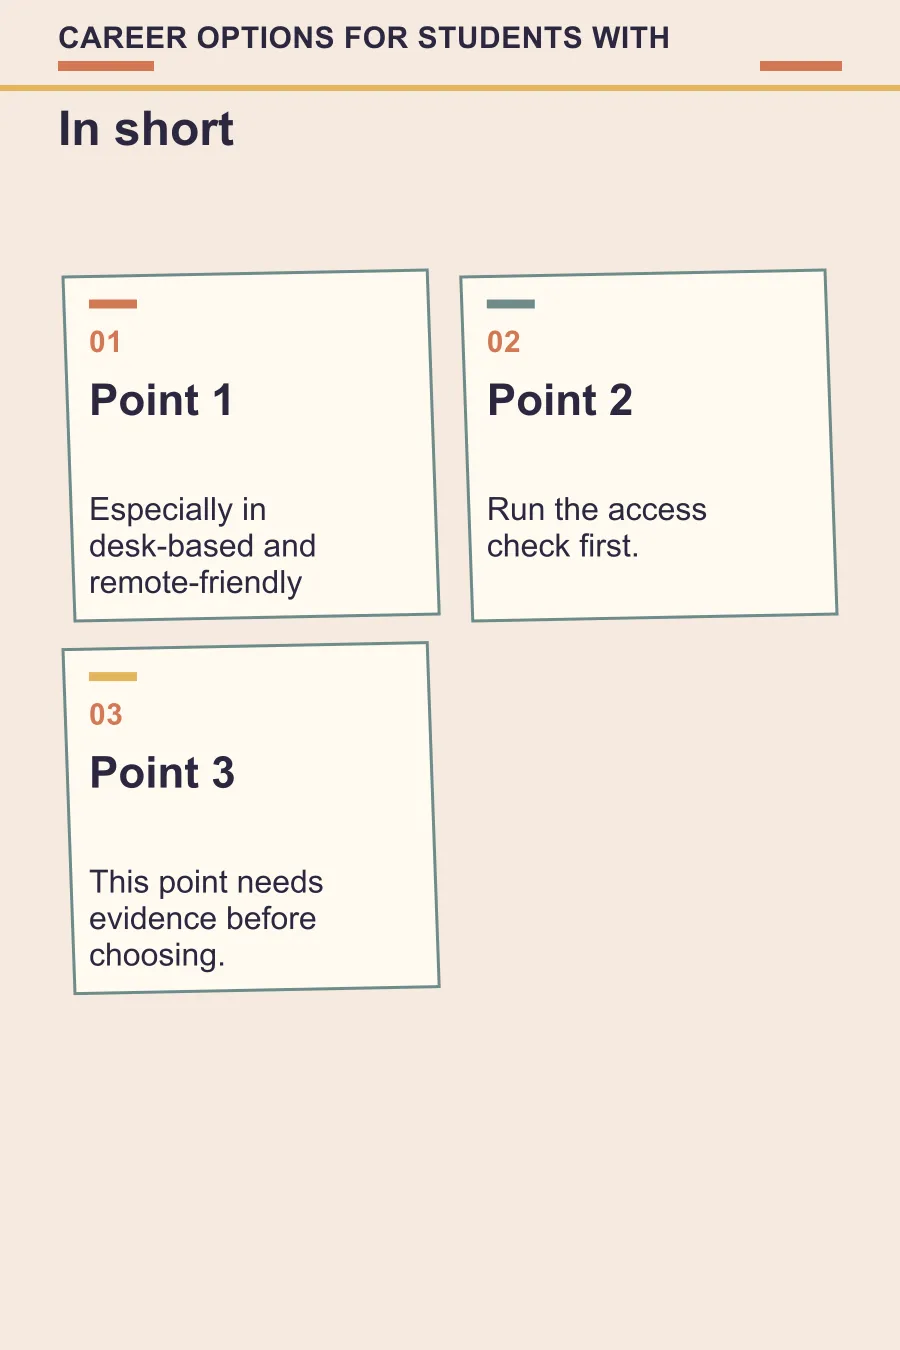 CAREER OPTIONS FOR STUDENTS WITH
In short
01
Point 1
Especially in
desk-based and
remote-friendly
02
Point 2
Run the access
check first.
03
Point 3
This point needs
evidence before
choosing.